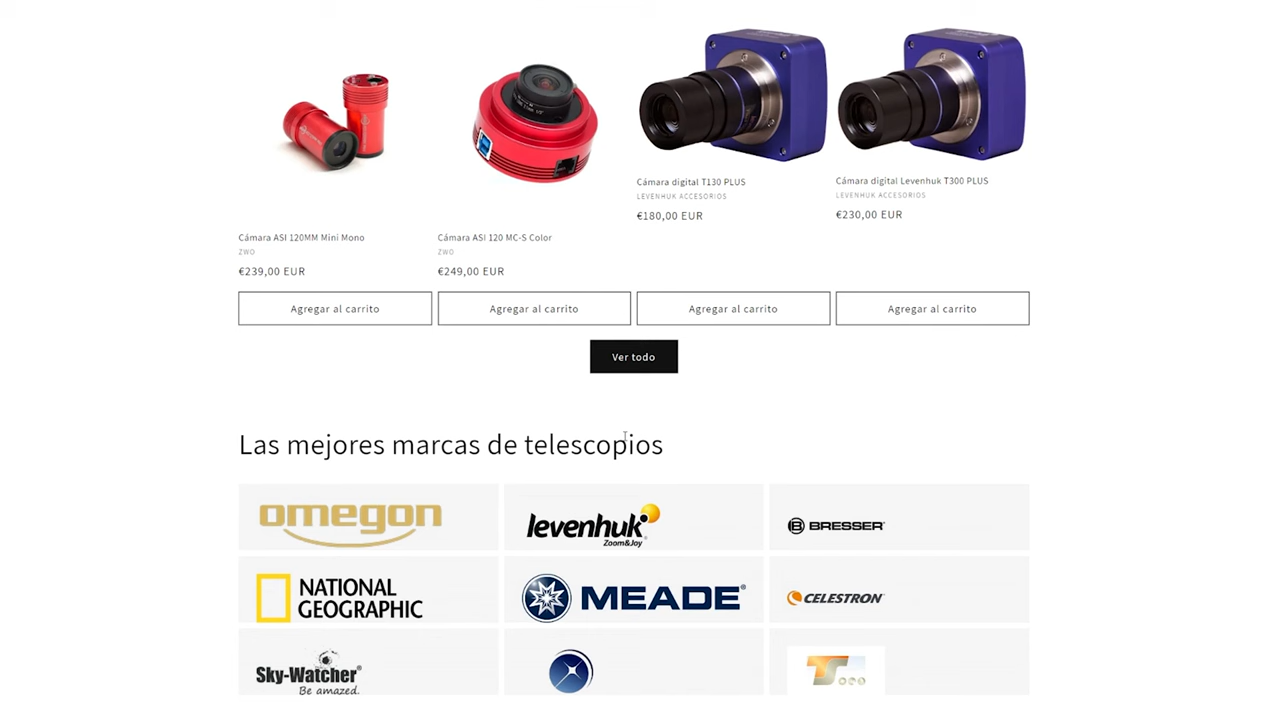 Cámara digital T130 PLUS
LEVENHUK ACCESORIOS
€180,00 EUR
Cámara digital Levenhuk T300 PLUS
LEVENHUK ACCESORIOS
€230,00 EUR
Cámara ASI 120MM Mini Mono
ZWO
€239,00 EUR
Cámara ASI 120 MC-S Color
ZWO
€249,00 EUR
Agregar al carrito
Agregar al carrito
Agregar al carrito
Agregar al carrito
Ver todo
Las mejores marcas de telescopios
omegon
levenhuk
Zoom&Joy
B BRESSER®
NATIONAL
GEOGRAPHIC
MEADE®
CELESTRON
Sky-Watcher®
Be amazed.
TS